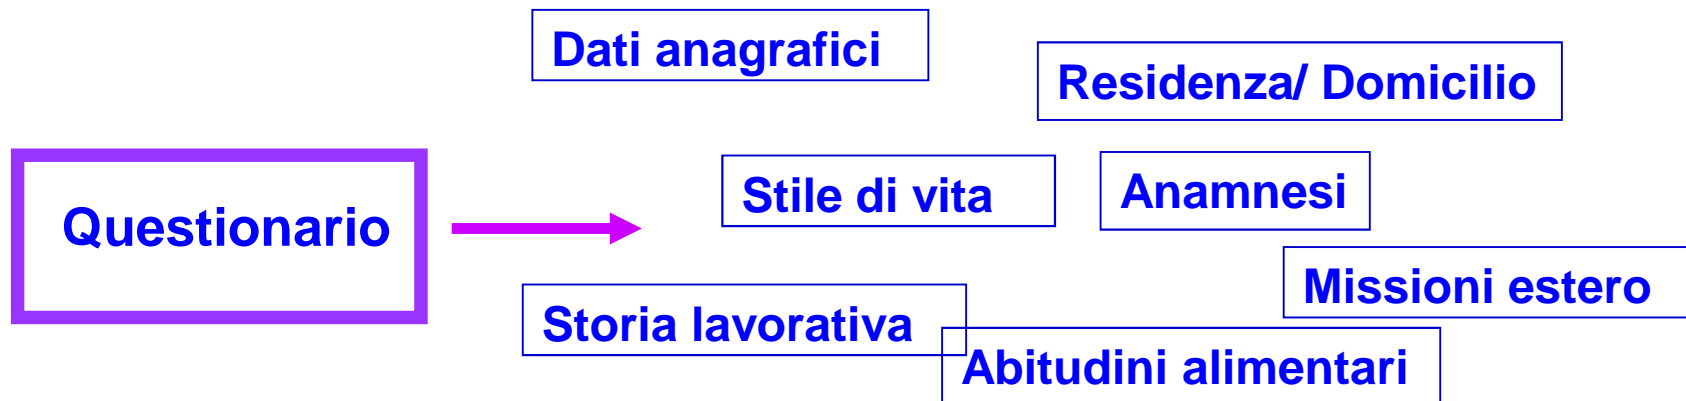 Dati anagrafici
Residenza/ Domicilio
Questionario
Stile di vita
Anamnesi
Missioni estero
Storia lavorativa
Abitudini alimentari